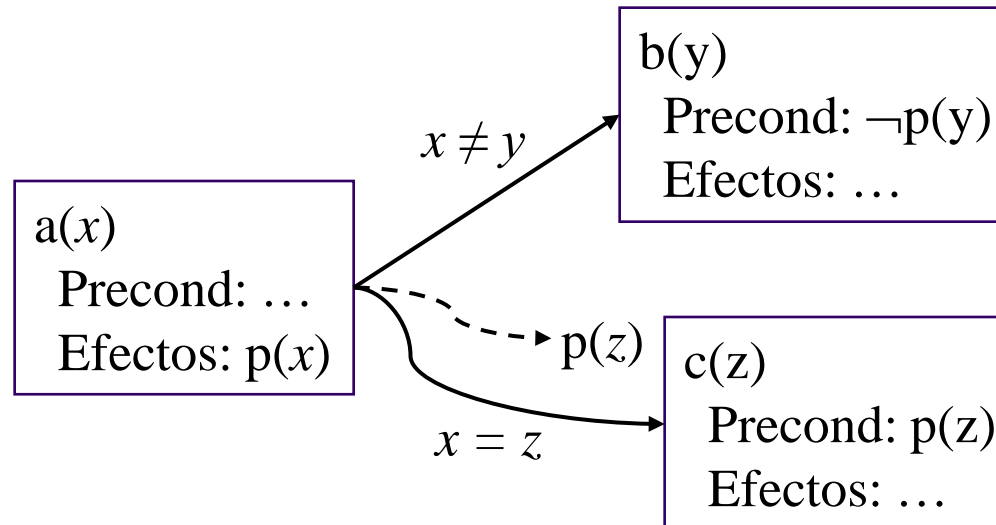 b(y)
Precond: ¬p(y)
Efectos: …
x ≠ y
a(x)
Precond: …
Efectos: p(x)
p(z)
c(z)
Precond: p(z)
Efectos: …
x = z